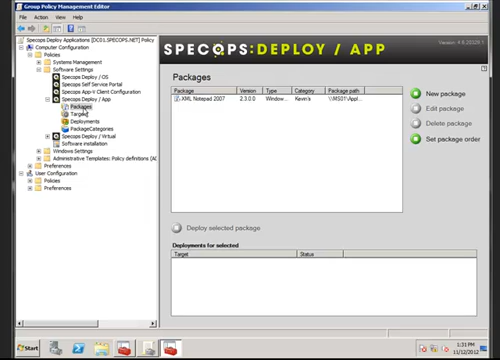 Group Policy Management Editor
File Action View Help
Specops Deploy Applications [DC01.SPECOPS.NET] Policy
Computer Configuration
Policies
Systems Management
Software Settings
Specops Deploy / OS
Specops Self Service Portal
Specops App-V Client Configuration
Specops Deploy / App
Packages
Targets
Deployments
PackageCategories
Specops Deploy / Virtual
Software installation
Windows Settings
Administrative Templates: Policy definitions (AD
Preferences
User Configuration
Policies
Preferences
SPECOPS:DEPLOY / APP
Packages
Package Version Type Category Package path
XML Notepad 2007 2.3.0.0 Window... Kevin's \\MS01\Appl...
New package
Edit package
Delete package
Set package order
Deploy selected package
Deployments for selected
Target Status
Start
1:31 PM
11/12/2012